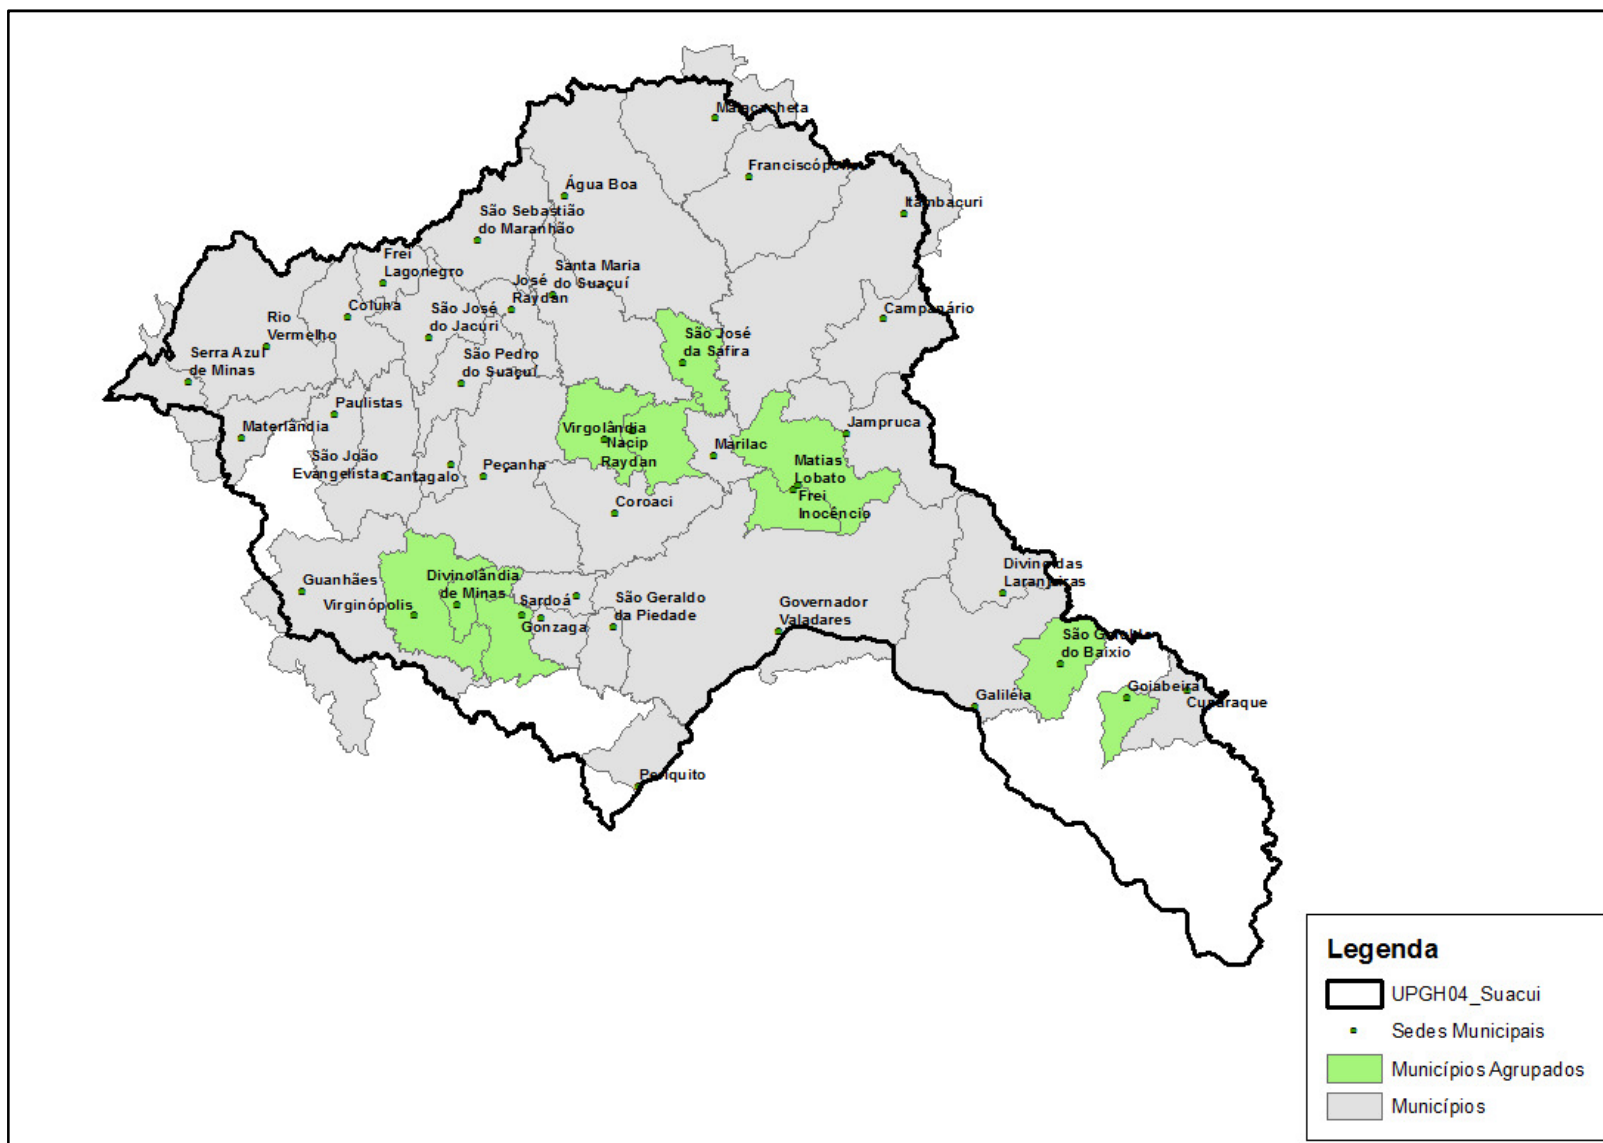 Malacacheta
Franciscópolis
Água Boa
Itambacuri
São Sebastião
do Maranhão
Frei
Lagonegro
Santa Maria
do Suaçuí
José
Raydan
Coluna
São José
do Jacuri
Campanário
Rio
Vermelho
São José
da Safira
Serra Azul
de Minas
São Pedro
do Suaçuí
Paulistas
Materlândia
Virgolândia
Nacip
Raydan
Marilac
Jampruca
São João
Evangelista
Cantagalo
Peçanha
Matias
Lobato
Frei
Inocêncio
Coroaci
Divino das
Laranjeiras
Guanhães
Divinolândia
de Minas
Virginópolis
Sardoá
Gonzaga
São Geraldo
da Piedade
Governador
Valadares
São Geraldo
do Baixio
Galiléia
Goiabeira
Cuparaque
Periquito
Legenda
UPGH04_Suacui
Sedes Municipais
Municípios Agrupados
Municípios